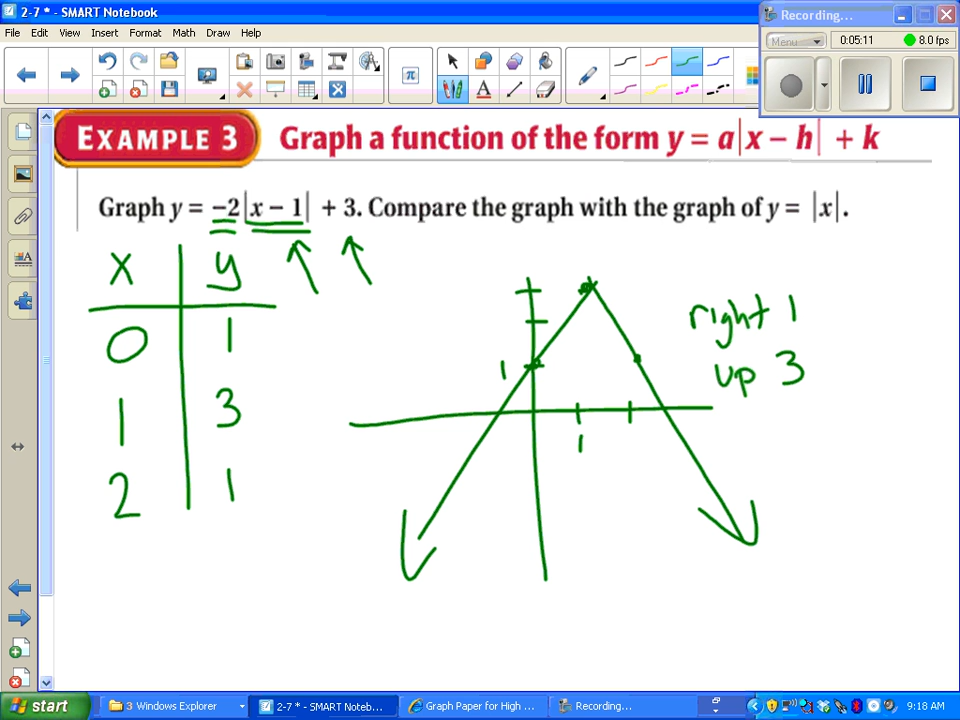 2-7 * - SMART Notebook
Recording...
File Edit View Insert Format Math Draw Help
Menu
0:05:11
8.0 fps
π
A
EXAMPLE 3 Graph a function of the form y = a|x − h| + k
Graph y = −2|x − 1| + 3. Compare the graph with the graph of y = |x|.
x y
0 1
1 3
2 1
right 1
up 3
1
1
start
3 Windows Explorer
2-7 * - SMART Noteb...
Graph Paper for High ...
Recording...
9:18 AM